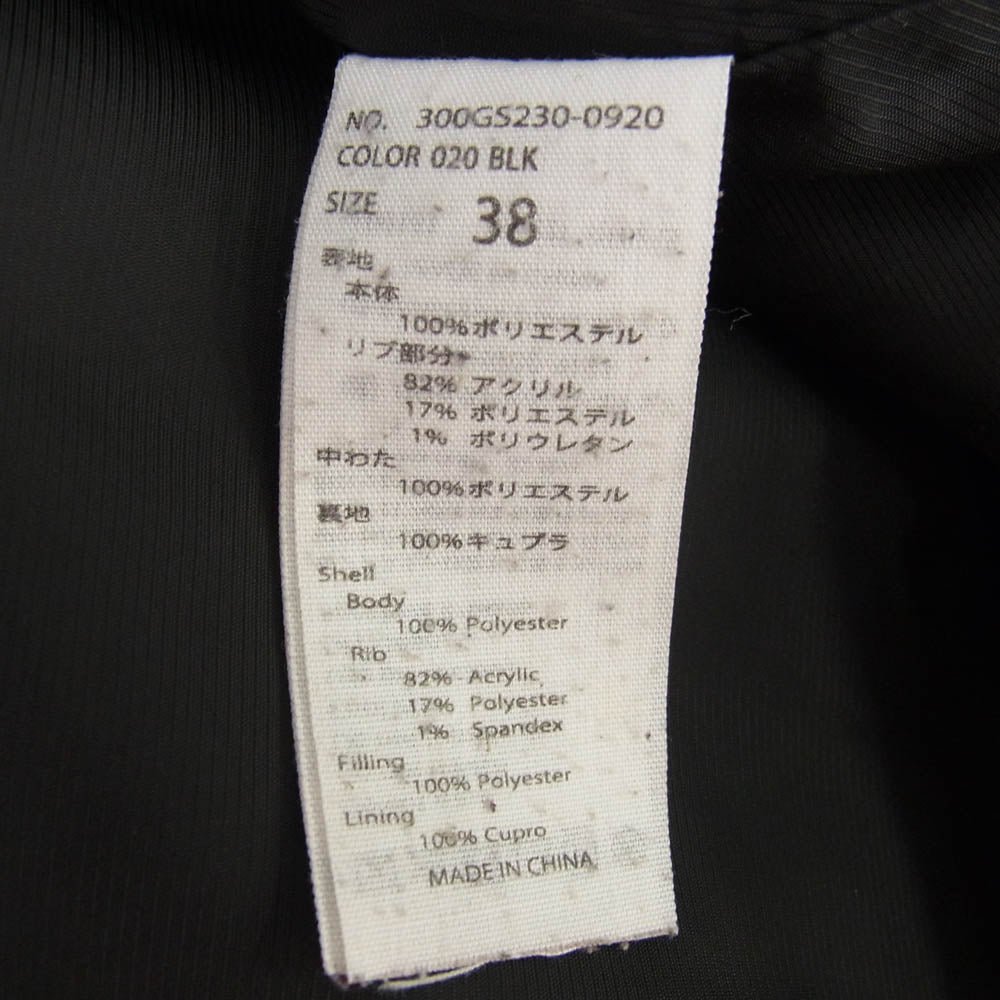 NO. 300GS230-0920
COLOR 020 BLK
SIZE 38
表地
本体
100%ポリエステル
リブ部分
82% アクリル
17% ポリエステル
1% ポリウレタン
中わた
100%ポリエステル
裏地
100%キュプラ
Shell
Body
100% Polyester
Rib
82% Acrylic
17% Polyester
1% Spandex
Filling
100% Polyester
Lining
100% Cupro
MADE IN CHINA